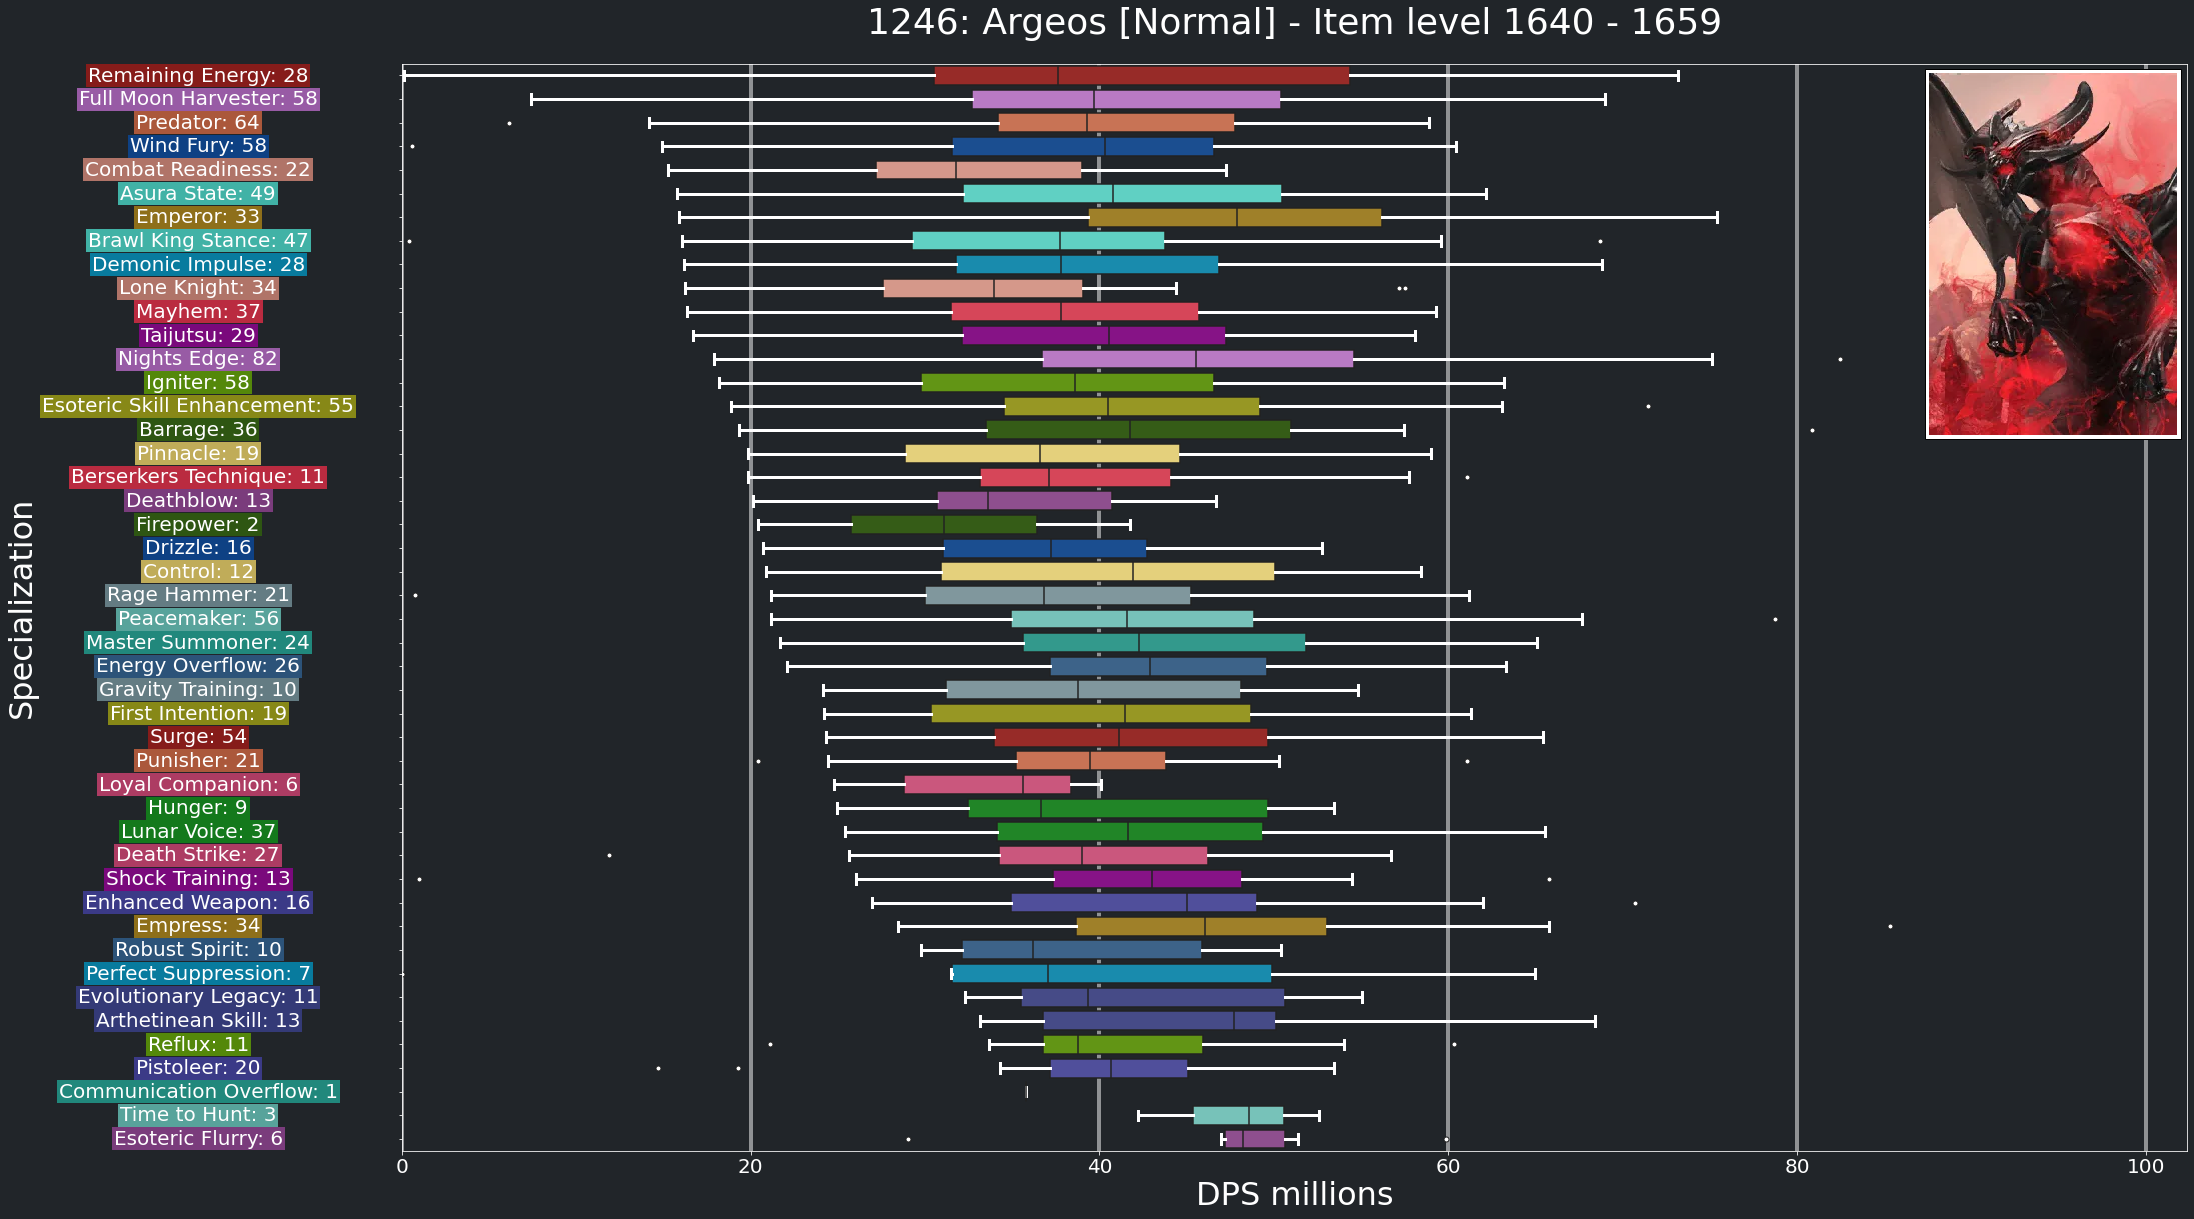 1246: Argeos [Normal] - Item level 1640 - 1659
Specialization
Remaining Energy: 28
Full Moon Harvester: 58
Predator: 64
Wind Fury: 58
Combat Readiness: 22
Asura State: 49
Emperor: 33
Brawl King Stance: 47
Demonic Impulse: 28
Lone Knight: 34
Mayhem: 37
Taijutsu: 29
Nights Edge: 82
Igniter: 58
Esoteric Skill Enhancement: 55
Barrage: 36
Pinnacle: 19
Berserkers Technique: 11
Deathblow: 13
Firepower: 2
Drizzle: 16
Control: 12
Rage Hammer: 21
Peacemaker: 56
Master Summoner: 24
Energy Overflow: 26
Gravity Training: 10
First Intention: 19
Surge: 54
Punisher: 21
Loyal Companion: 6
Hunger: 9
Lunar Voice: 37
Death Strike: 27
Shock Training: 13
Enhanced Weapon: 16
Empress: 34
Robust Spirit: 10
Perfect Suppression: 7
Evolutionary Legacy: 11
Arthetinean Skill: 13
Reflux: 11
Pistoleer: 20
Communication Overflow: 1
Time to Hunt: 3
Esoteric Flurry: 6
0 20 40 60 80 100
DPS millions